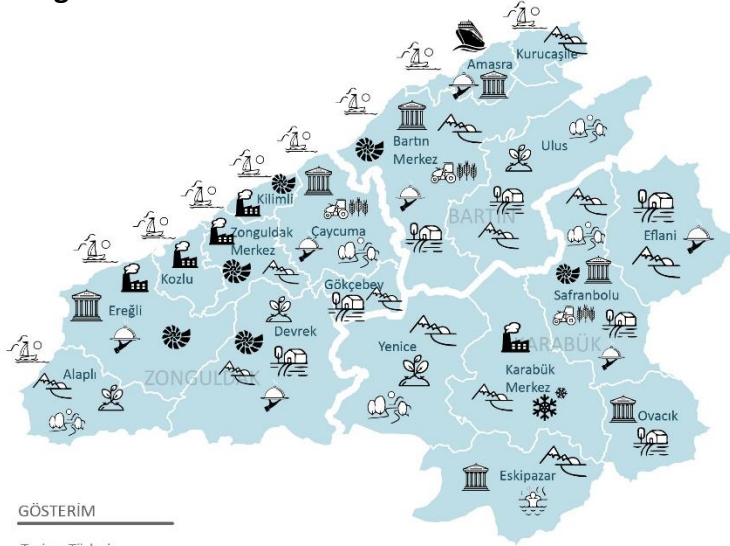 Kurucaşile
Amasra
Bartın
Merkez
Ulus
Kilimli
Zonguldak
Merkez
Çaycuma
BARTIN
Eflani
Kozlu
Gökçebey
Safranbolu
Ereğli
Devrek
Yenice
KARABÜK
Alaplı
ZONGULDAK
Karabük
Merkez
Ovacık
Eskipazar
GÖSTERİM